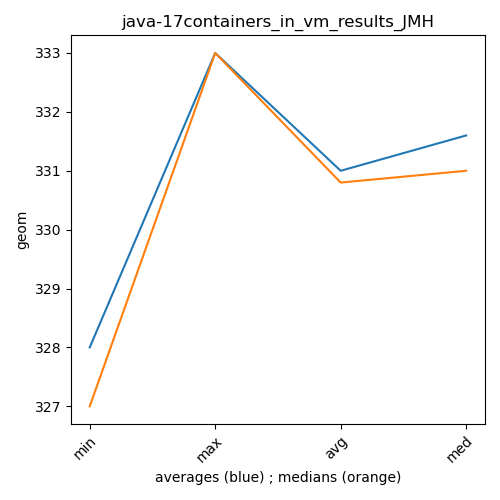 java-17containers_in_vm_results_JMH
geom
333
332
331
330
329
328
327
min
max
avg
med
averages (blue) ; medians (orange)